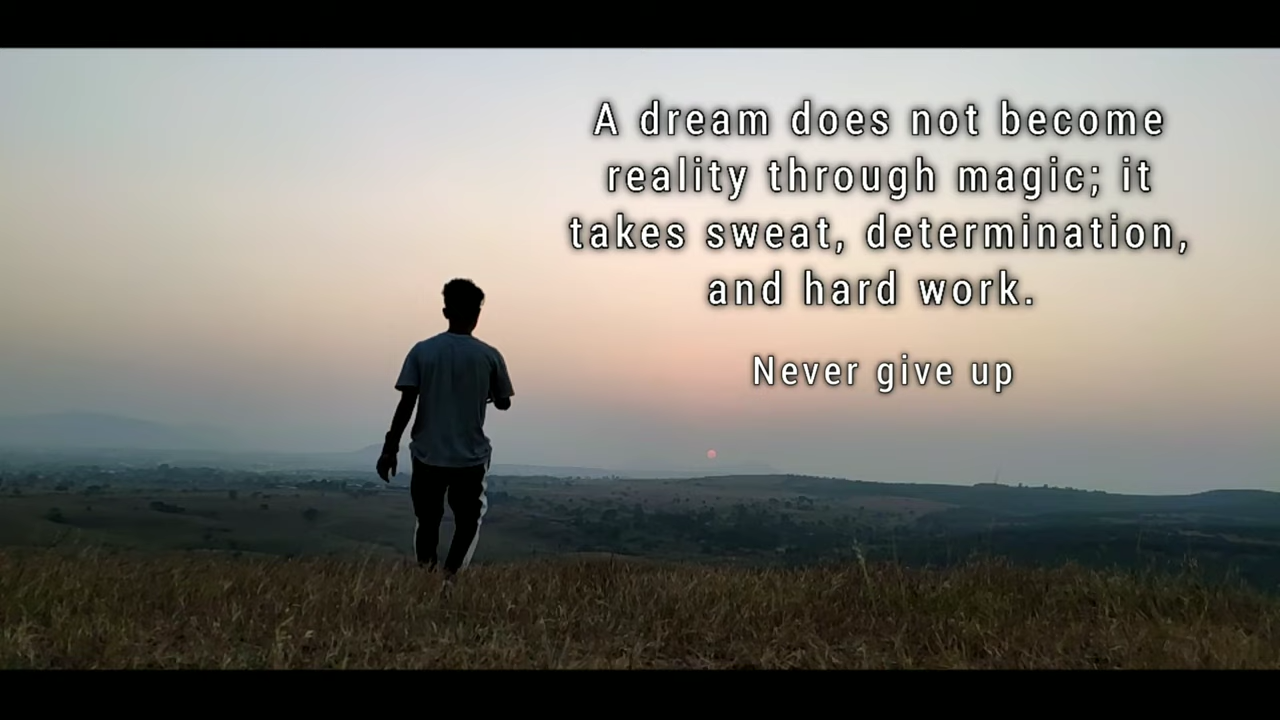 A dream does not become
reality through magic; it
takes sweat, determination,
and hard work.
Never give up